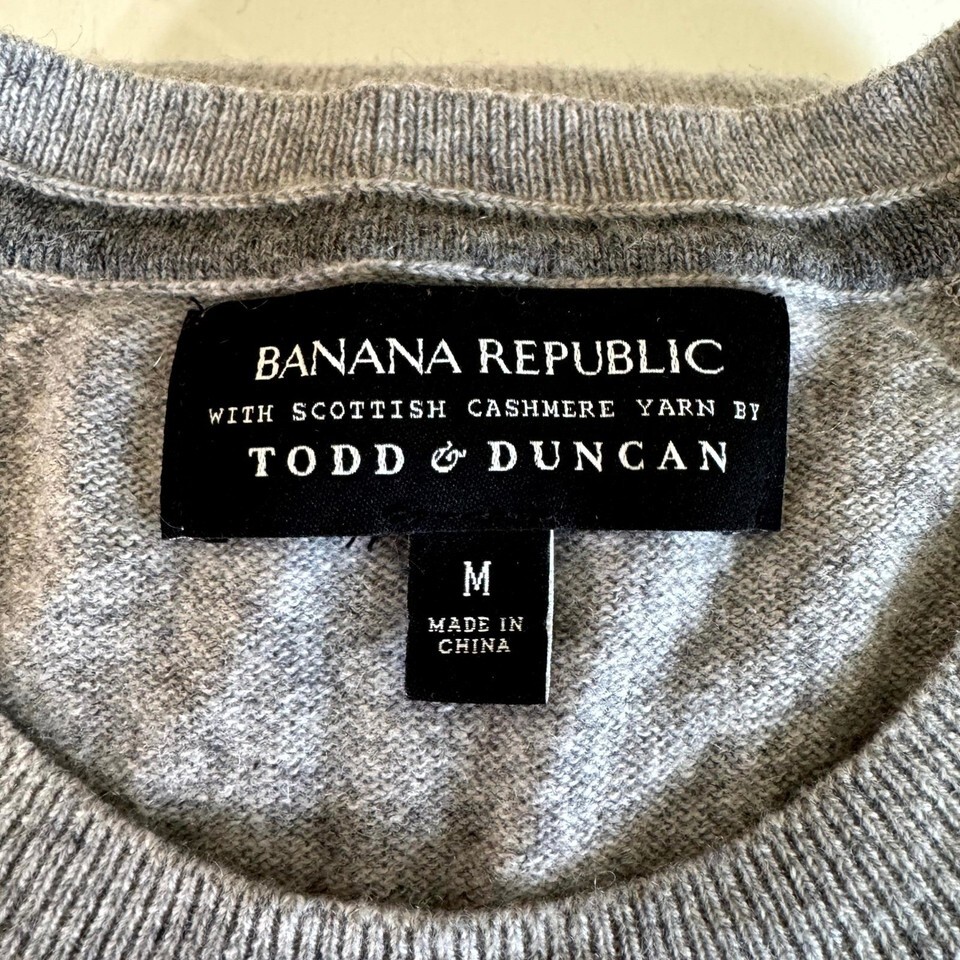 BANANA REPUBLIC
WITH SCOTTISH CASHMERE YARN BY
TODD & DUNCAN
M
MADE IN
CHINA